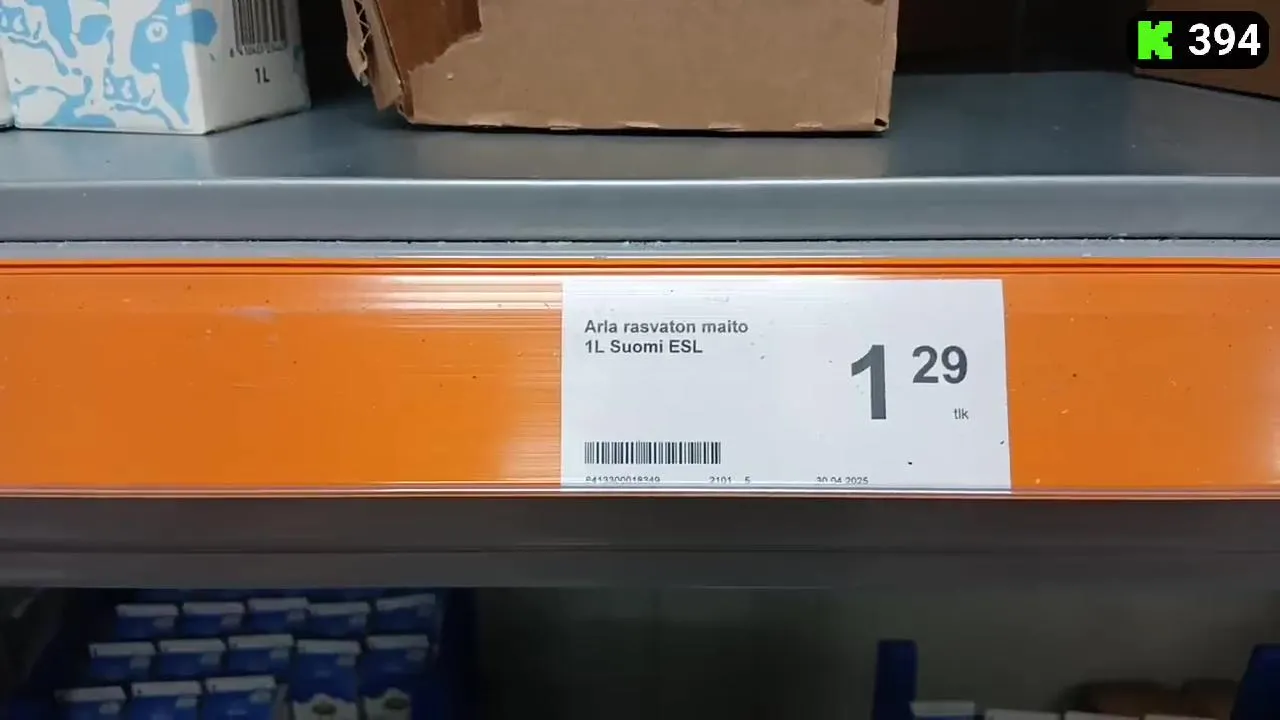 1L
K 394
Arla rasvaton maito
1L Suomi ESL
1 29
tlk
6413300018349 2101 5 30.04.2025